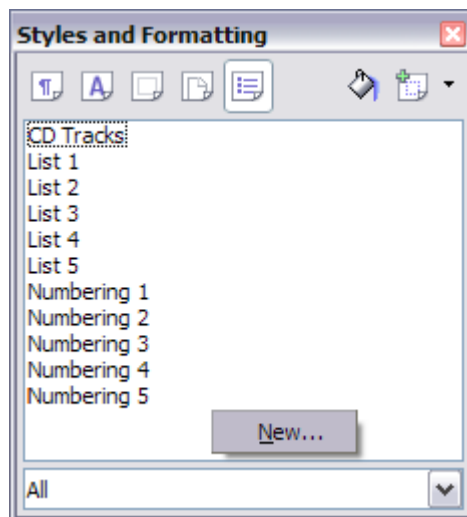 Styles and Formatting
CD Tracks
List 1
List 2
List 3
List 4
List 5
Numbering 1
Numbering 2
Numbering 3
Numbering 4
Numbering 5
New...
All